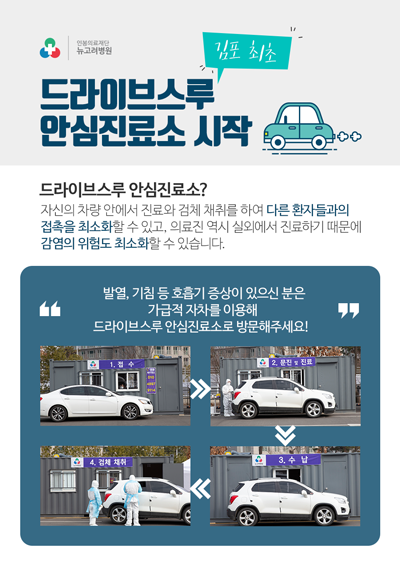 인봉의료재단
뉴고려병원
김포 최초
드라이브스루
안심진료소 시작
드라이브스루 안심진료소?
자신의 차량 안에서 진료와 검체 채취를 하여 다른 환자들과의
접촉을 최소화할 수 있고, 의료진 역시 실외에서 진료하기 때문에
감염의 위험도 최소화할 수 있습니다.
발열, 기침 등 호흡기 증상이 있으신 분은
가급적 자차를 이용해
드라이브스루 안심진료소로 방문해주세요!
1. 접 수
2. 문진 및 진료
3. 수 납
4. 검체 채취